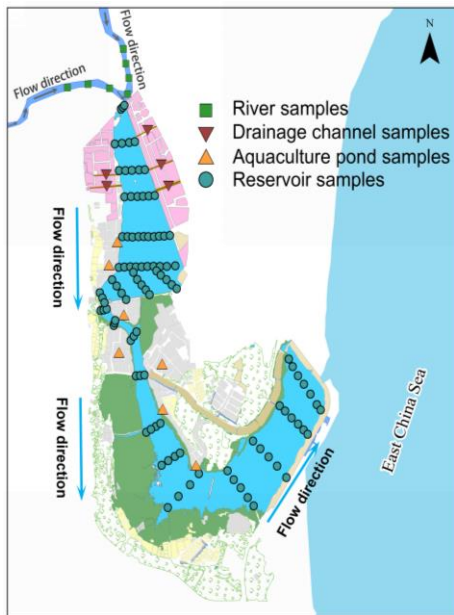 N
Flow direction
Flow direction
River samples
Drainage channel samples
Aquaculture pond samples
Reservoir samples
Flow direction
Flow direction
Flow direction
East China Sea